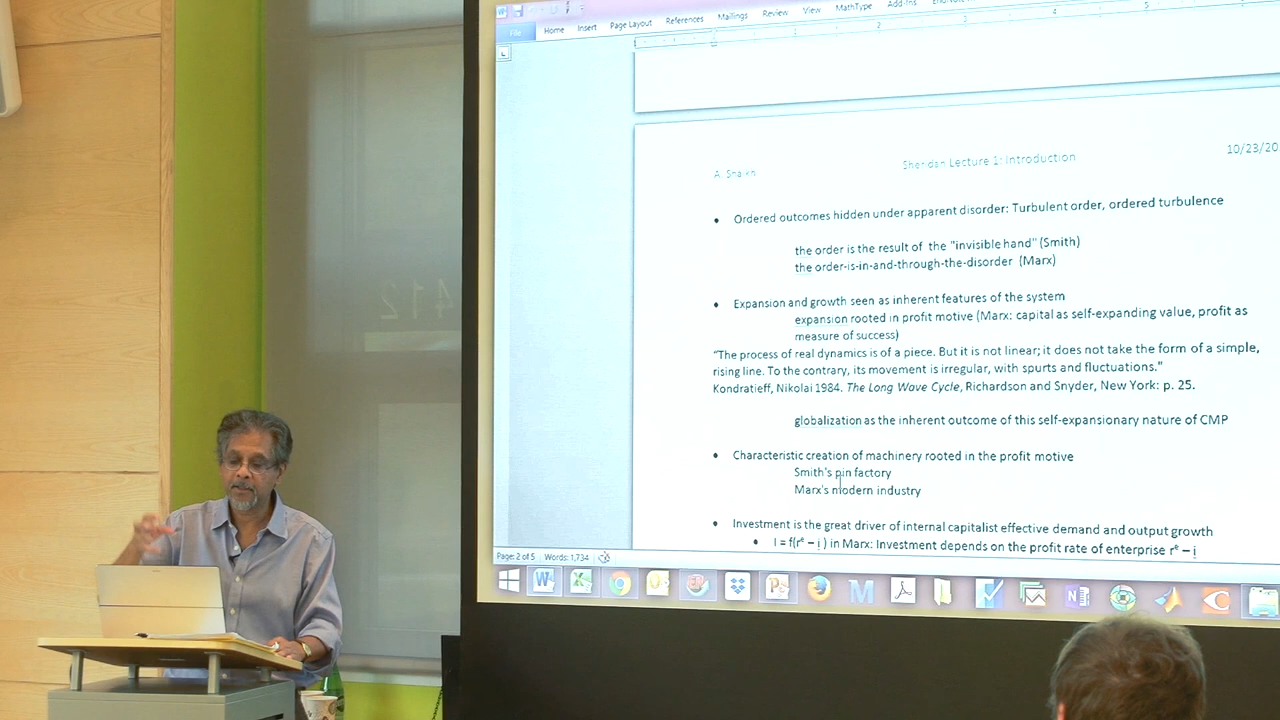 File Home Insert Page Layout References Mailings Review View MathType Add-Ins
A. Shaikh Sheridan Lecture 1: Introduction 10/23/20
• Ordered outcomes hidden under apparent disorder: Turbulent order, ordered turbulence
the order is the result of the "invisible hand" (Smith)
the order-is-in-and-through-the-disorder (Marx)
• Expansion and growth seen as inherent features of the system
expansion rooted in profit motive (Marx: capital as self-expanding value, profit as
measure of success)
"The process of real dynamics is of a piece. But it is not linear; it does not take the form of a simple,
rising line. To the contrary, its movement is irregular, with spurts and fluctuations."
Kondratieff, Nikolai 1984. The Long Wave Cycle, Richardson and Snyder, New York: p. 25.
globalization as the inherent outcome of this self-expansionary nature of CMP
• Characteristic creation of machinery rooted in the profit motive
Smith's pin factory
Marx's modern industry
• Investment is the great driver of internal capitalist effective demand and output growth
• I = f(rᵉ – i ) in Marx: Investment depends on the profit rate of enterprise rᵉ – i
Page: 2 of 5 Words: 1,734
412